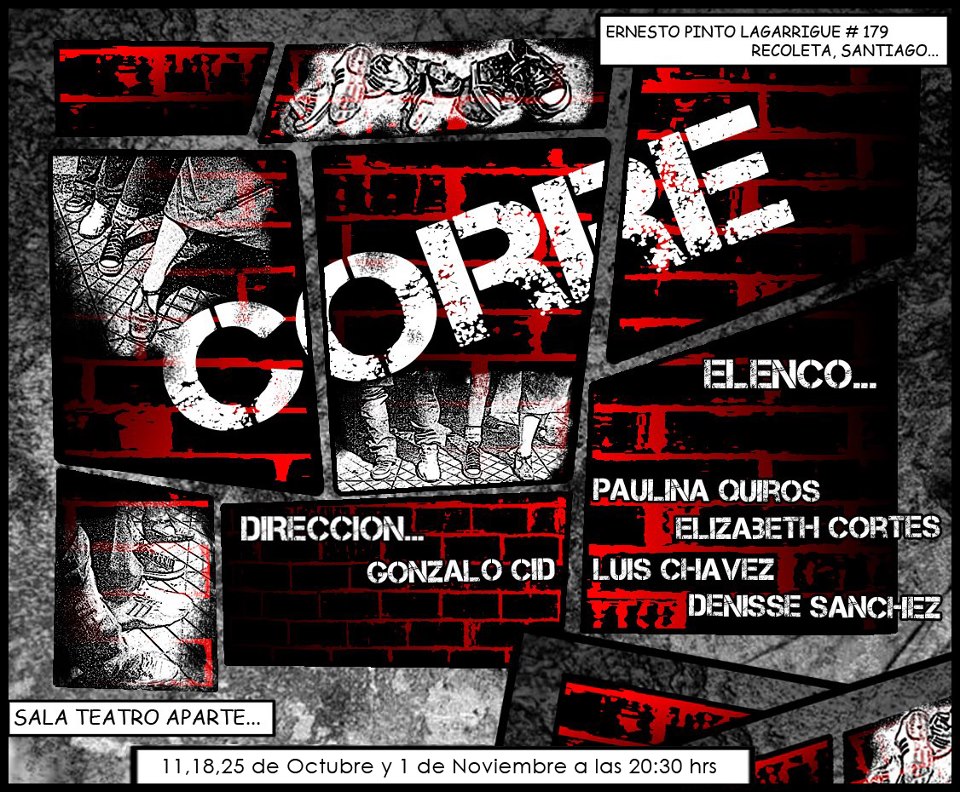 ERNESTO PINTO LAGARRIGUE # 179
RECOLETA, SANTIAGO...
CORRE
ELENCO...
PAULINA QUIROS
ELIZABETH CORTES
LUIS CHAVEZ
DENISSE SANCHEZ
DIRECCION...
GONZALO CID
SALA TEATRO APARTE...
11,18,25 de Octubre y 1 de Noviembre a las 20:30 hrs